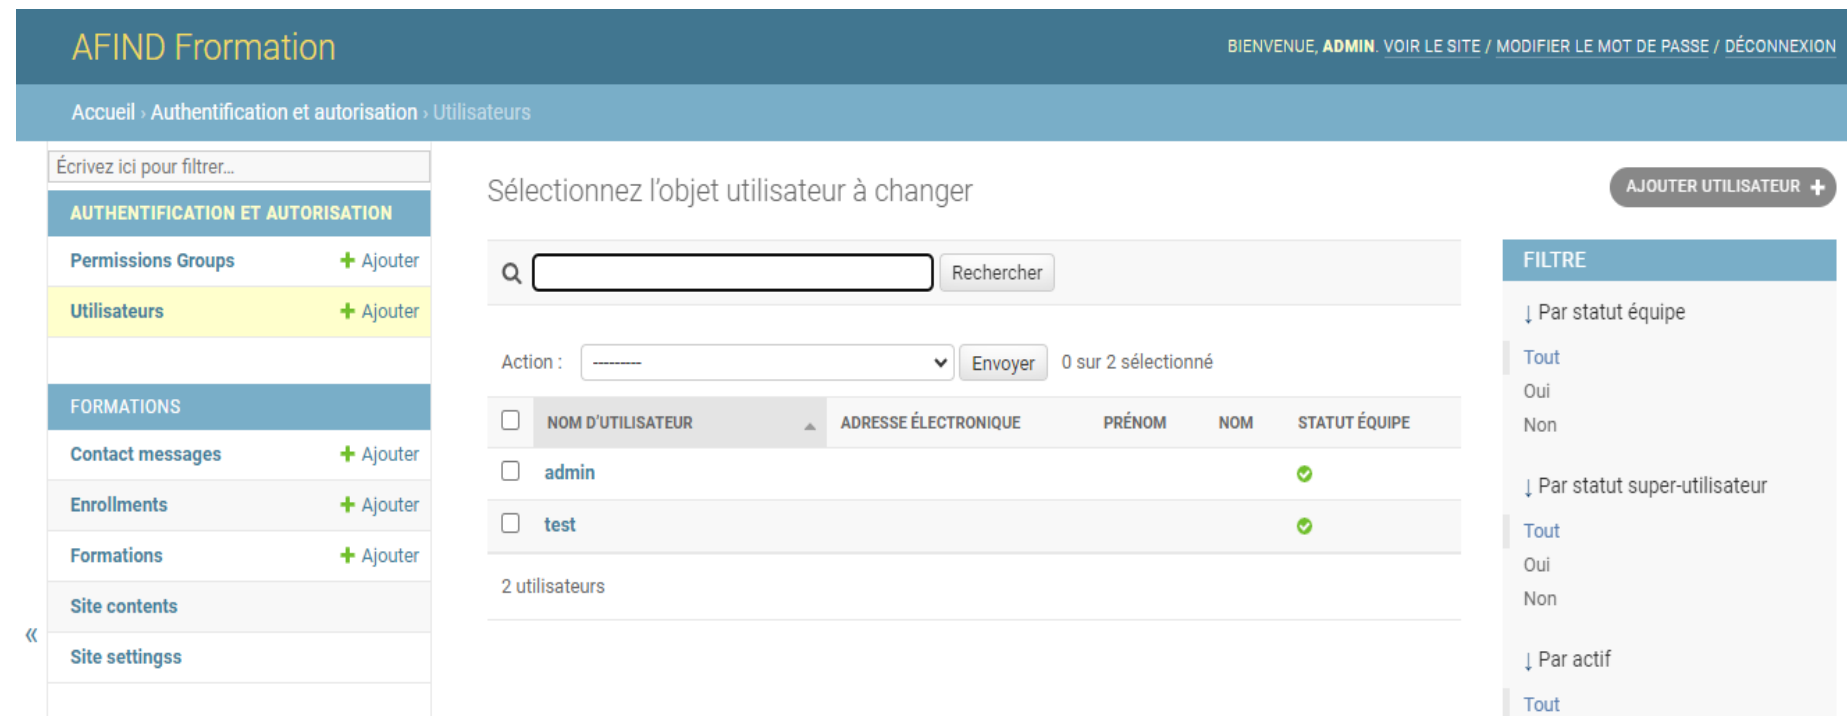 AFIND Frormation
BIENVENUE, ADMIN. VOIR LE SITE / MODIFIER LE MOT DE PASSE / DÉCONNEXION
Accueil › Authentification et autorisation › Utilisateurs
Écrivez ici pour filtrer…
AUTHENTIFICATION ET AUTORISATION
Permissions Groups + Ajouter
Utilisateurs + Ajouter
FORMATIONS
Contact messages + Ajouter
Enrollments + Ajouter
Formations + Ajouter
Site contents
Site settingss
«
Sélectionnez l’objet utilisateur à changer
AJOUTER UTILISATEUR +
Rechercher
Action : --------- Envoyer 0 sur 2 sélectionné
NOM D’UTILISATEUR ADRESSE ÉLECTRONIQUE PRÉNOM NOM STATUT ÉQUIPE
admin
test
2 utilisateurs
FILTRE
↓ Par statut équipe
Tout
Oui
Non
↓ Par statut super-utilisateur
Tout
Oui
Non
↓ Par actif
Tout